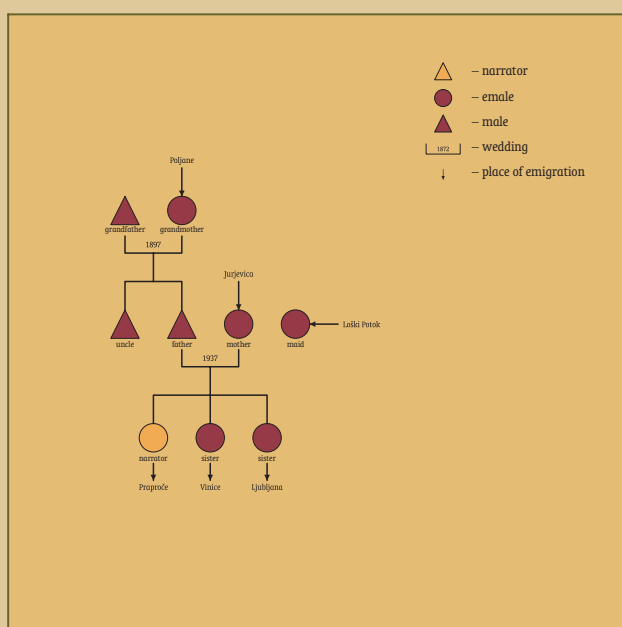 – narrator
– emale
– male
1872 – wedding
– place of emigration
Poljane
grandfather grandmother
1897
Jurjevica
Loški Potok
uncle father mother maid
1937
narrator sister sister
Praproče Vinice Ljubljana